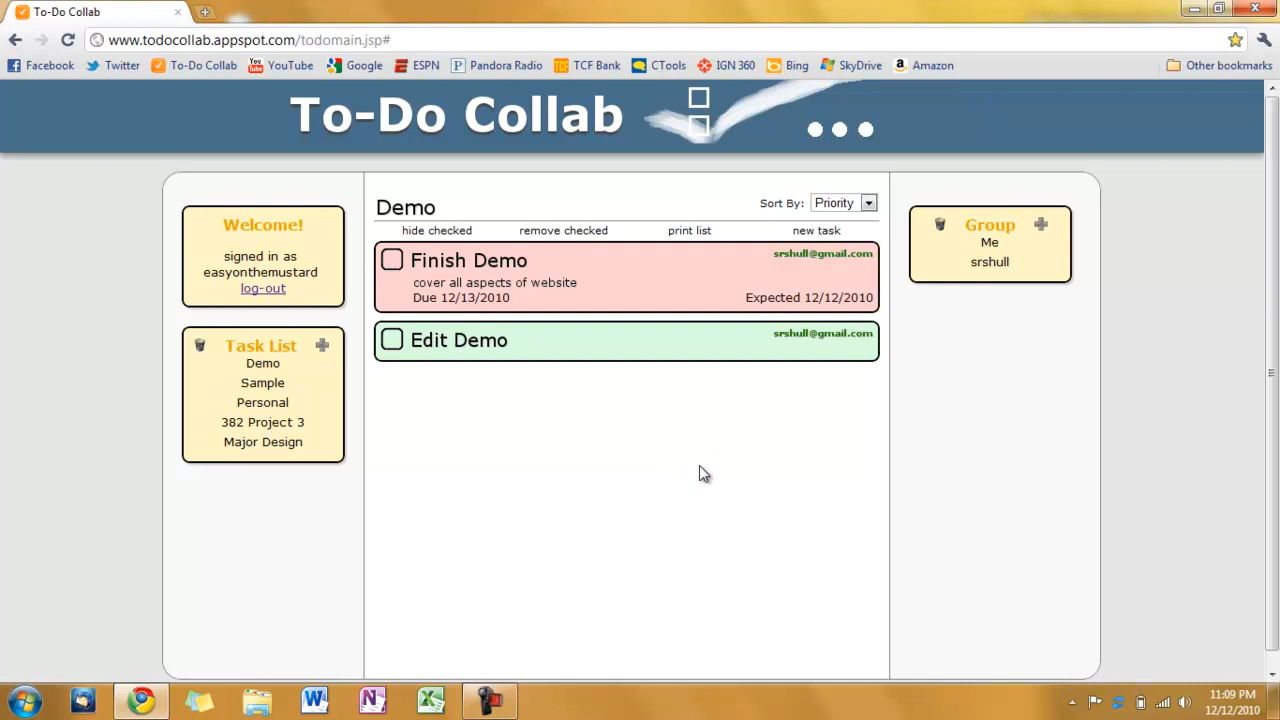 To-Do Collab
www.todocollab.appspot.com/todomain.jsp#
Facebook Twitter To-Do Collab YouTube Google ESPN Pandora Radio TCF Bank CTools IGN 360 Bing SkyDrive Amazon Other bookmarks
To-Do Collab
Welcome!
signed in as
easyonthemustard
log-out
Task List
Demo
Sample
Personal
382 Project 3
Major Design
Demo
Sort By: Priority
hide checked remove checked print list new task
Finish Demo srshull@gmail.com
cover all aspects of website
Due 12/13/2010 Expected 12/12/2010
Edit Demo srshull@gmail.com
Group
Me
srshull
11:09 PM
12/12/2010